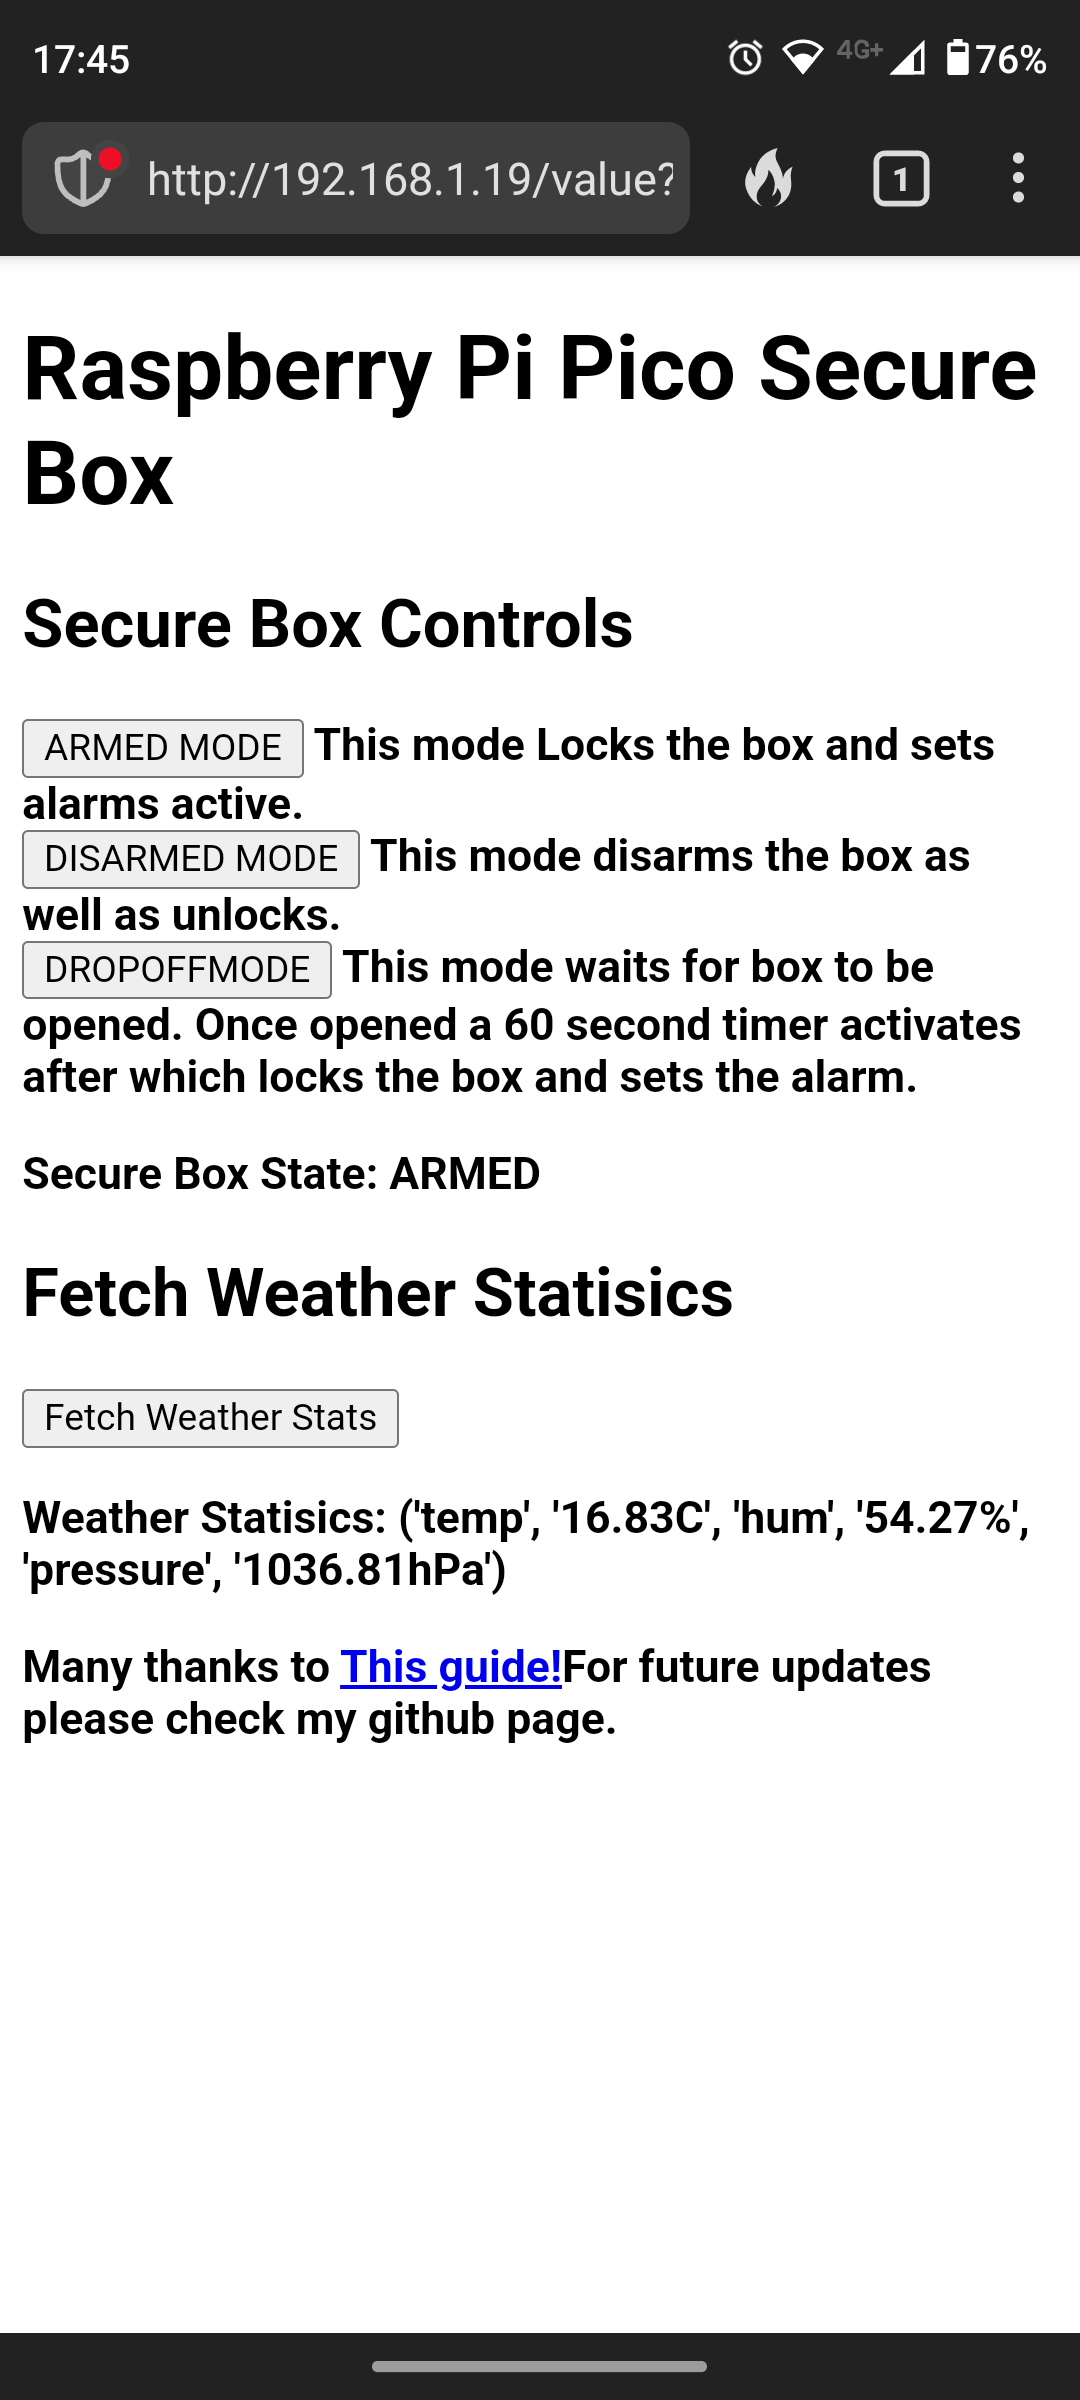 17:45
4G+
76%
http://192.168.1.19/value?
1
Raspberry Pi Pico Secure
Box
Secure Box Controls
ARMED MODE This mode Locks the box and sets
alarms active.
DISARMED MODE This mode disarms the box as
well as unlocks.
DROPOFFMODE This mode waits for box to be
opened. Once opened a 60 second timer activates
after which locks the box and sets the alarm.
Secure Box State: ARMED
Fetch Weather Statisics
Fetch Weather Stats
Weather Statisics: ('temp', '16.83C', 'hum', '54.27%',
'pressure', '1036.81hPa')
Many thanks to This guide!For future updates
please check my github page.